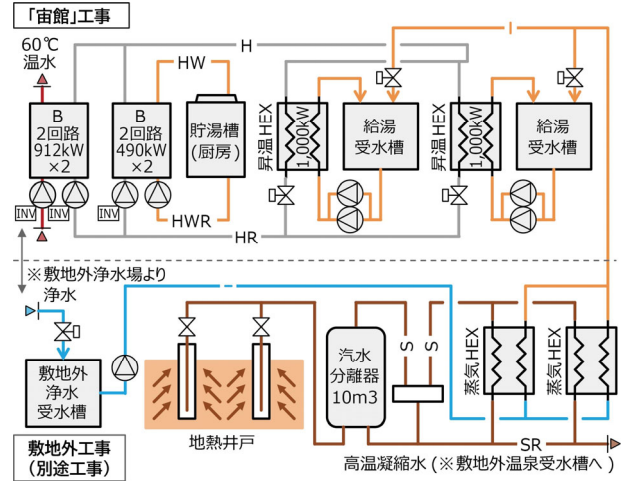 「宙館」工事
60℃
温水
H
HW
I
B
2回路
912kW
×2
B
2回路
490kW
×2
貯湯槽
(厨房)
昇温HEX
1,000kW
給湯
受水槽
昇温HEX
1,000kW
給湯
受水槽
INV
INV
INV
HWR
HR
※敷地外浄水場より
浄水
敷地外
浄水
受水槽
汽水
分離器
10m3
S
S
蒸気HEX
蒸気HEX
地熱井戸
SR
敷地外工事
(別途工事)
高温凝縮水(※敷地外温泉受水槽へ)